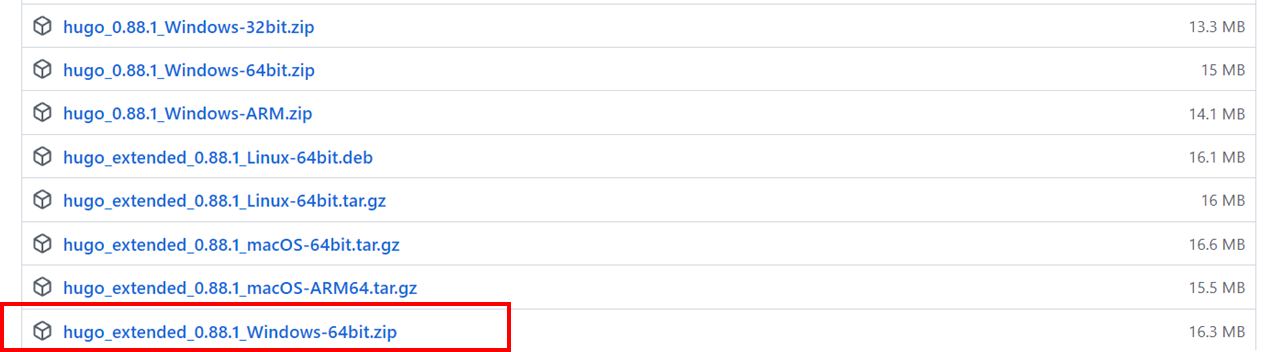 hugo_0.88.1_Windows-32bit.zip 13.3 MB
hugo_0.88.1_Windows-64bit.zip 15 MB
hugo_0.88.1_Windows-ARM.zip 14.1 MB
hugo_extended_0.88.1_Linux-64bit.deb 16.1 MB
hugo_extended_0.88.1_Linux-64bit.tar.gz 16 MB
hugo_extended_0.88.1_macOS-64bit.tar.gz 16.6 MB
hugo_extended_0.88.1_macOS-ARM64.tar.gz 15.5 MB
hugo_extended_0.88.1_Windows-64bit.zip 16.3 MB